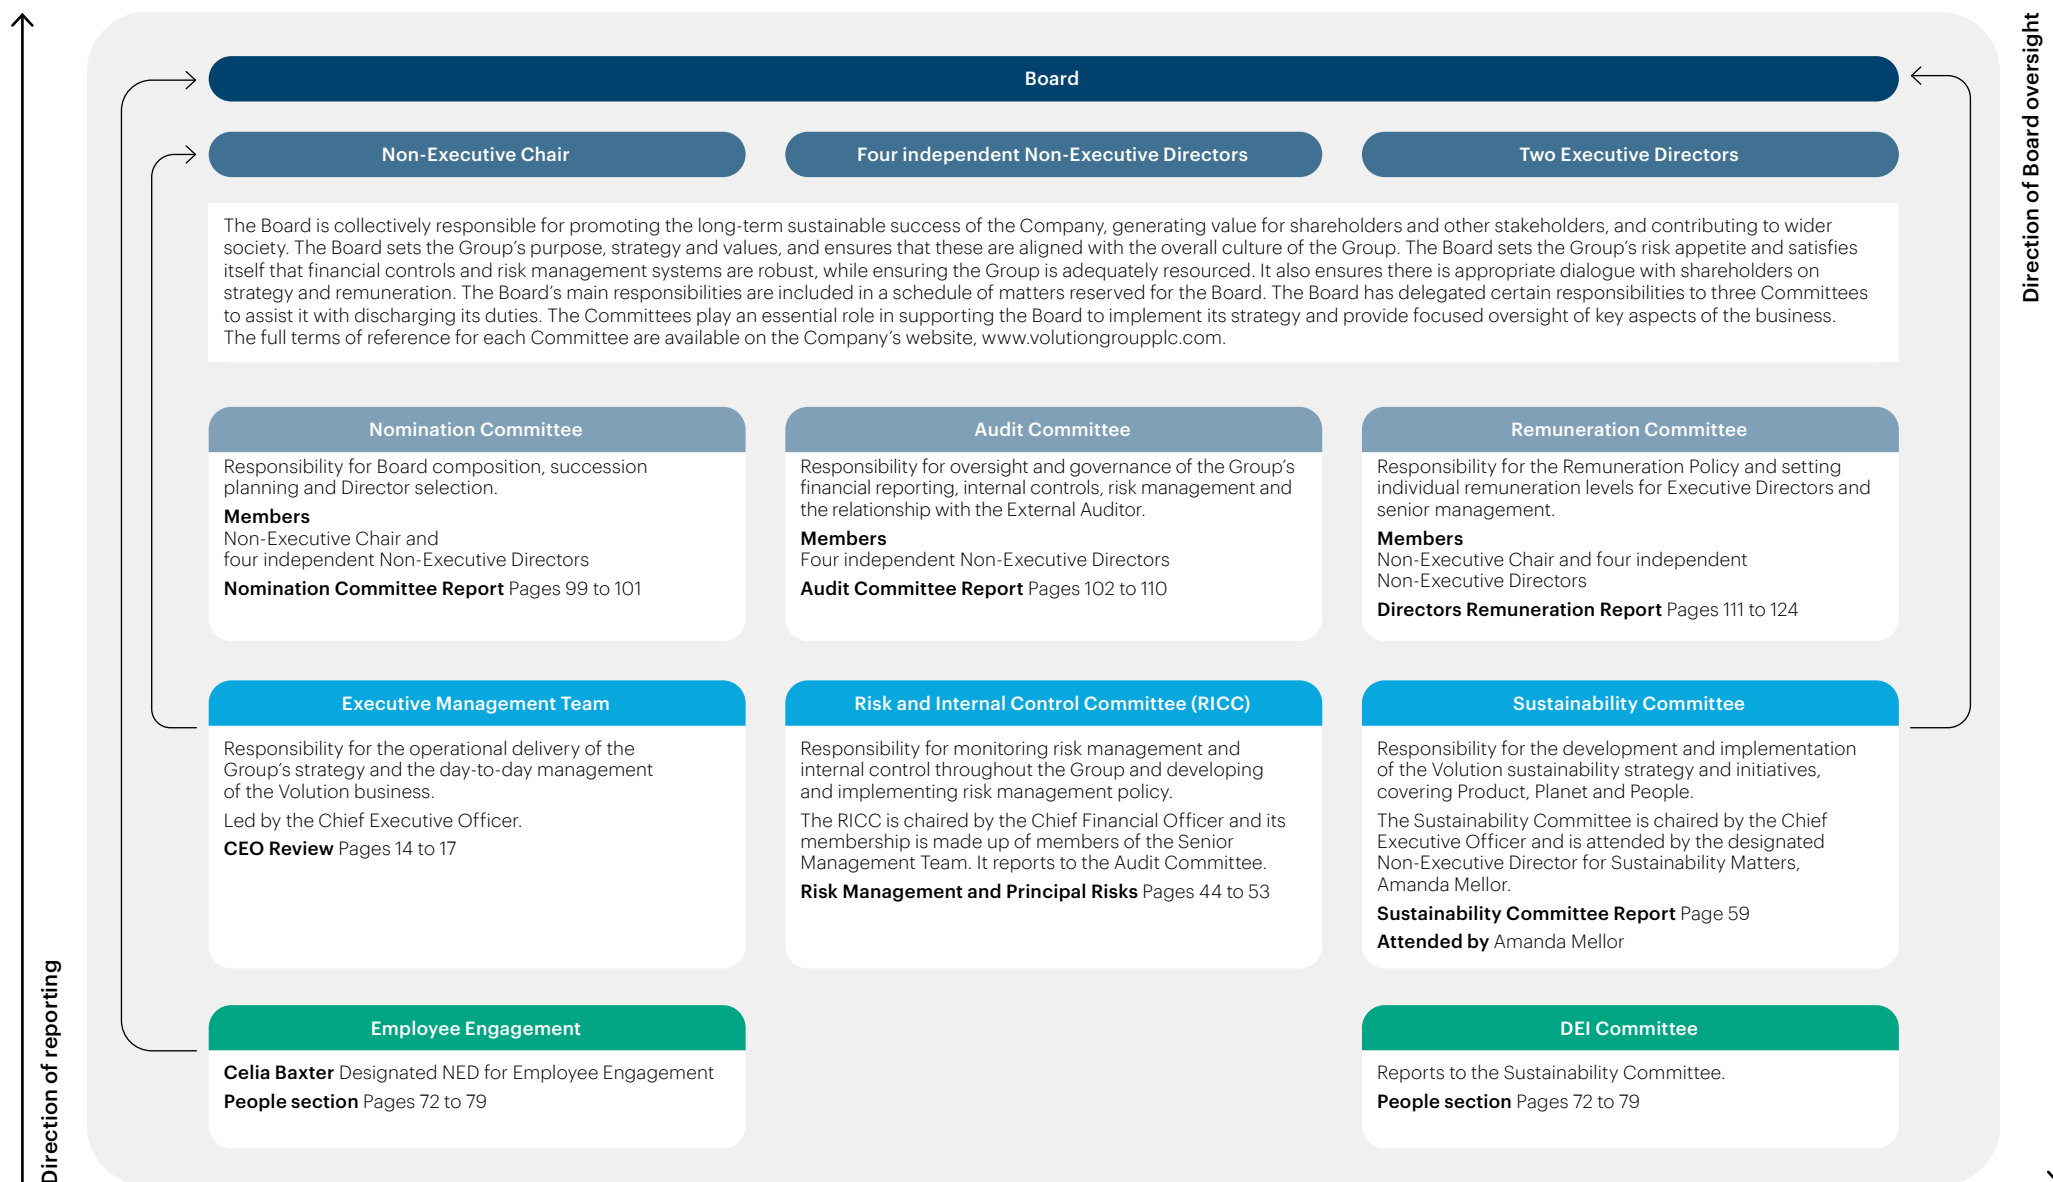 Board
Non-Executive Chair
Four independent Non-Executive Directors
Two Executive Directors
The Board is collectively responsible for promoting the long-term sustainable success of the Company, generating value for shareholders and other stakeholders, and contributing to wider
society. The Board sets the Group's purpose, strategy and values, and ensures that these are aligned with the overall culture of the Group. The Board sets the Group's risk appetite and satisfies
itself that financial controls and risk management systems are robust, while ensuring the Group is adequately resourced. It also ensures there is appropriate dialogue with shareholders on
strategy and remuneration. The Board's main responsibilities are included in a schedule of matters reserved for the Board. The Board has delegated certain responsibilities to three Committees
to assist it with discharging its duties. The Committees play an essential role in supporting the Board to implement its strategy and provide focused oversight of key aspects of the business.
The full terms of reference for each Committee are available on the Company's website, www.volutiongroupplc.com.
Nomination Committee
Responsibility for Board composition, succession
planning and Director selection.
Members
Non-Executive Chair and
four independent Non-Executive Directors
Nomination Committee Report Pages 99 to 101
Audit Committee
Responsibility for oversight and governance of the Group's
financial reporting, internal controls, risk management and
the relationship with the External Auditor.
Members
Four independent Non-Executive Directors
Audit Committee Report Pages 102 to 110
Remuneration Committee
Responsibility for the Remuneration Policy and setting
individual remuneration levels for Executive Directors and
senior management.
Members
Non-Executive Chair and four independent
Non-Executive Directors
Directors Remuneration Report Pages 111 to 124
Executive Management Team
Responsibility for the operational delivery of the
Group's strategy and the day-to-day management
of the Volution business.
Led by the Chief Executive Officer.
CEO Review Pages 14 to 17
Risk and Internal Control Committee (RICC)
Responsibility for monitoring risk management and
internal control throughout the Group and developing
and implementing risk management policy.
The RICC is chaired by the Chief Financial Officer and its
membership is made up of members of the Senior
Management Team. It reports to the Audit Committee.
Risk Management and Principal Risks Pages 44 to 53
Sustainability Committee
Responsibility for the development and implementation
of the Volution sustainability strategy and initiatives,
covering Product, Planet and People.
The Sustainability Committee is chaired by the Chief
Executive Officer and is attended by the designated
Non-Executive Director for Sustainability Matters,
Amanda Mellor.
Sustainability Committee Report Page 59
Attended by Amanda Mellor
Employee Engagement
Celia Baxter Designated NED for Employee Engagement
People section Pages 72 to 79
DEI Committee
Reports to the Sustainability Committee.
People section Pages 72 to 79
Direction of reporting
Direction of Board oversight